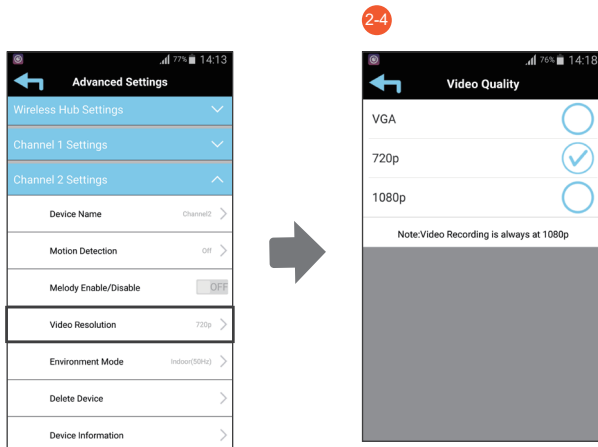 2-4
77% 14:13
Advanced Settings
Wireless Hub Settings
Channel 1 Settings
Channel 2 Settings
Device Name Channel2
Motion Detection Off
Melody Enable/Disable OFF
Video Resolution 720p
Environment Mode Indoor(50Hz)
Delete Device
Device Information
76% 14:18
Video Quality
VGA
720p
1080p
Note:Video Recording is always at 1080p